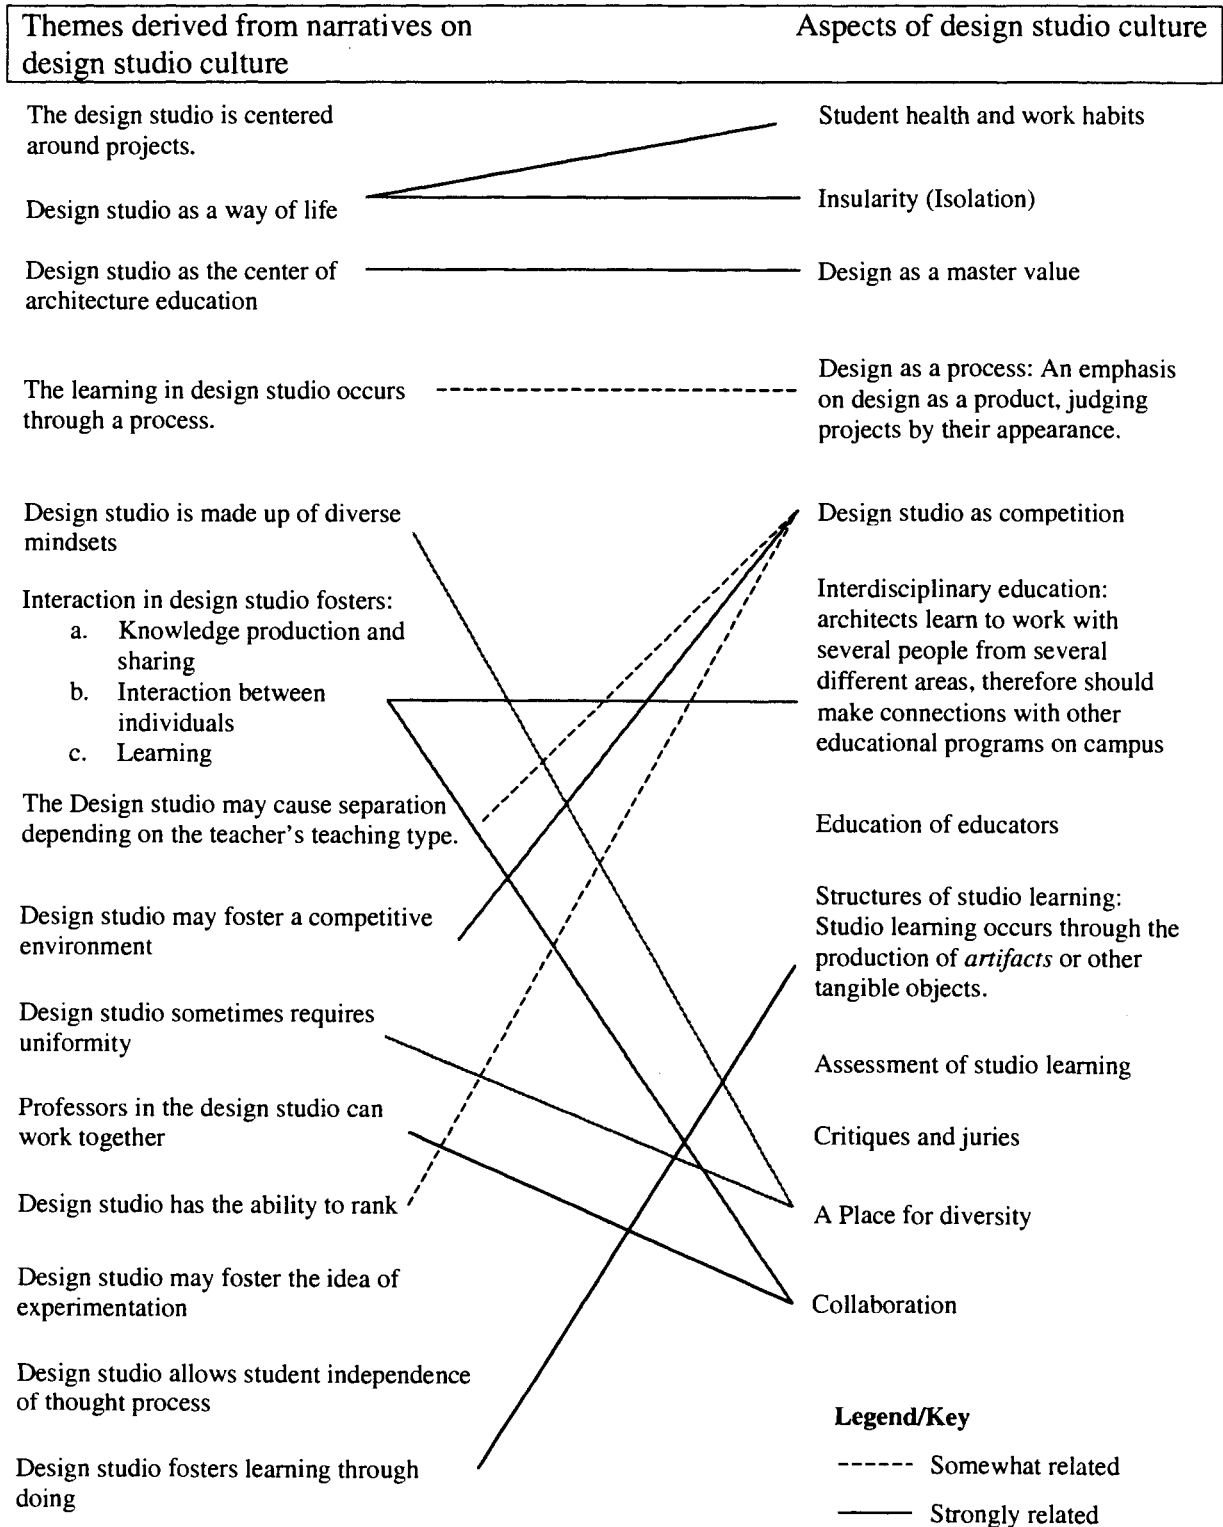 Themes derived from narratives on
design studio culture
Aspects of design studio culture
The design studio is centered
around projects.
Design studio as a way of life
Design studio as the center of
architecture education
The learning in design studio occurs
through a process.
Design studio is made up of diverse
mindsets
Interaction in design studio fosters:
a. Knowledge production and
sharing
b. Interaction between
individuals
c. Learning
The Design studio may cause separation
depending on the teacher's teaching type.
Design studio may foster a competitive
environment
Design studio sometimes requires
uniformity
Professors in the design studio can
work together
Design studio has the ability to rank
Design studio may foster the idea of
experimentation
Design studio allows student independence
of thought process
Design studio fosters learning through
doing
Student health and work habits
Insularity (Isolation)
Design as a master value
Design as a process: An emphasis
on design as a product, judging
projects by their appearance.
Design studio as competition
Interdisciplinary education:
architects learn to work with
several people from several
different areas, therefore should
make connections with other
educational programs on campus
Education of educators
Structures of studio learning:
Studio learning occurs through the
production of artifacts or other
tangible objects.
Assessment of studio learning
Critiques and juries
A Place for diversity
Collaboration
Legend/Key
Somewhat related
Strongly related